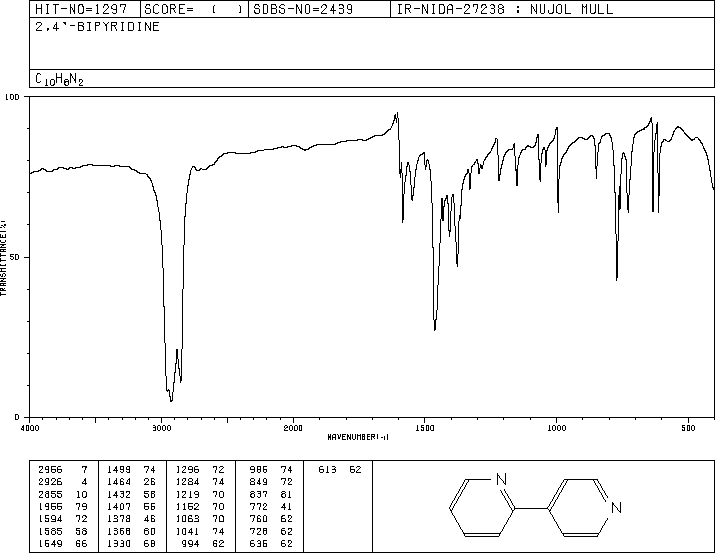 HIT-NO=1297 SCORE= ( ) SDBS-NO=2439 IR-NIDA-27238 : NUJOL MULL
2,4'-BIPYRIDINE
C10H8N2
100
50
0
TRANSMITTANCE(%)
4000 3000 2000 1500 1000 500
WAVENUMBER(-1)
2956 7 1499 74 1296 72 986 74 613 62
2926 4 1464 26 1284 74 849 72
2855 10 1432 58 1219 70 837 81
1955 79 1407 55 1152 70 772 41
1594 72 1378 46 1063 70 760 62
1585 58 1368 60 1041 74 728 62
1549 66 1330 68 994 62 636 62
N
N